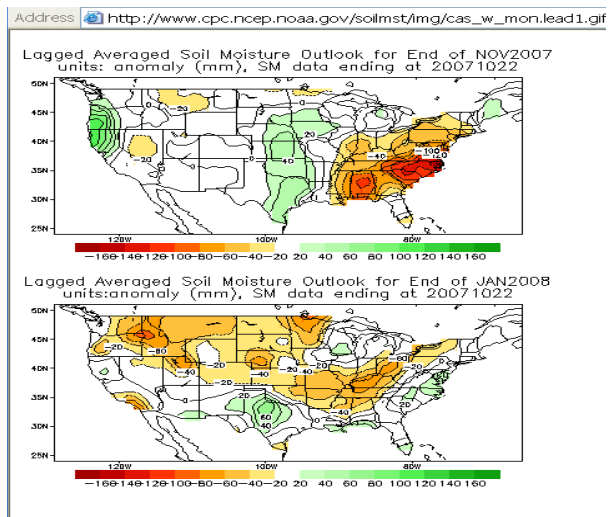 Address http://www.cpc.ncep.noaa.gov/soilmst/img/cas_w_mon.lead1.gif
Lagged Averaged Soil Moisture Outlook for End of NOV2007
units: anomaly (mm), SM data ending at 20071022
50N
45N
40N
35N
30N
25N
120W 100W 80W
-160-140-120-100-80-60-40-20 20 40 60 80 100 120 140 160
Lagged Averaged Soil Moisture Outlook for End of JAN2008
units:anomaly (mm), SM data ending at 20071022
50N
45N
40N
35N
30N
25N
120W 100W 80W
-160-140-120-100-80-60-40-20 20 40 60 80 100 120 140 160